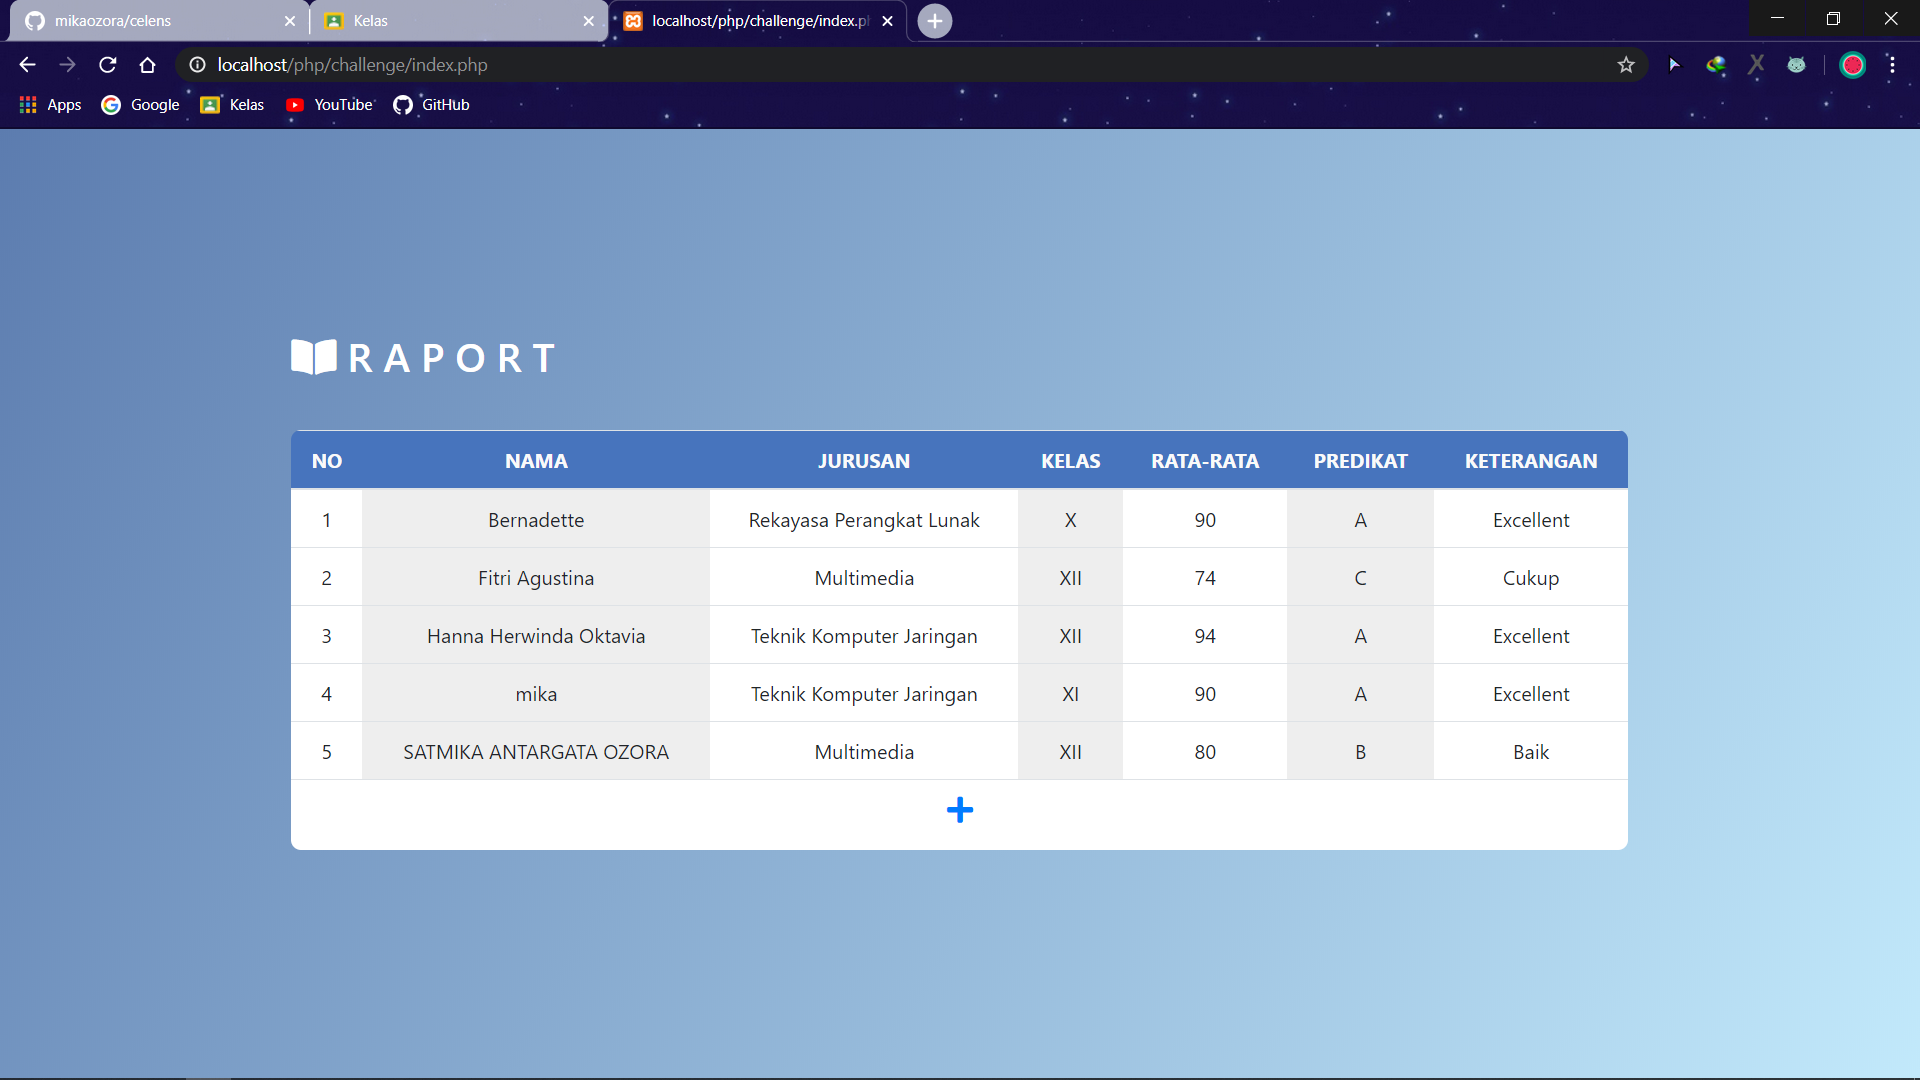 mikaozora/celens
Kelas
localhost/php/challenge/index.p
localhost/php/challenge/index.php
Apps
Google
Kelas
YouTube
GitHub
RAPORT
NO NAMA JURUSAN KELAS RATA-RATA PREDIKAT KETERANGAN
1 Bernadette Rekayasa Perangkat Lunak X 90 A Excellent
2 Fitri Agustina Multimedia XII 74 C Cukup
3 Hanna Herwinda Oktavia Teknik Komputer Jaringan XII 94 A Excellent
4 mika Teknik Komputer Jaringan XI 90 A Excellent
5 SATMIKA ANTARGATA OZORA Multimedia XII 80 B Baik